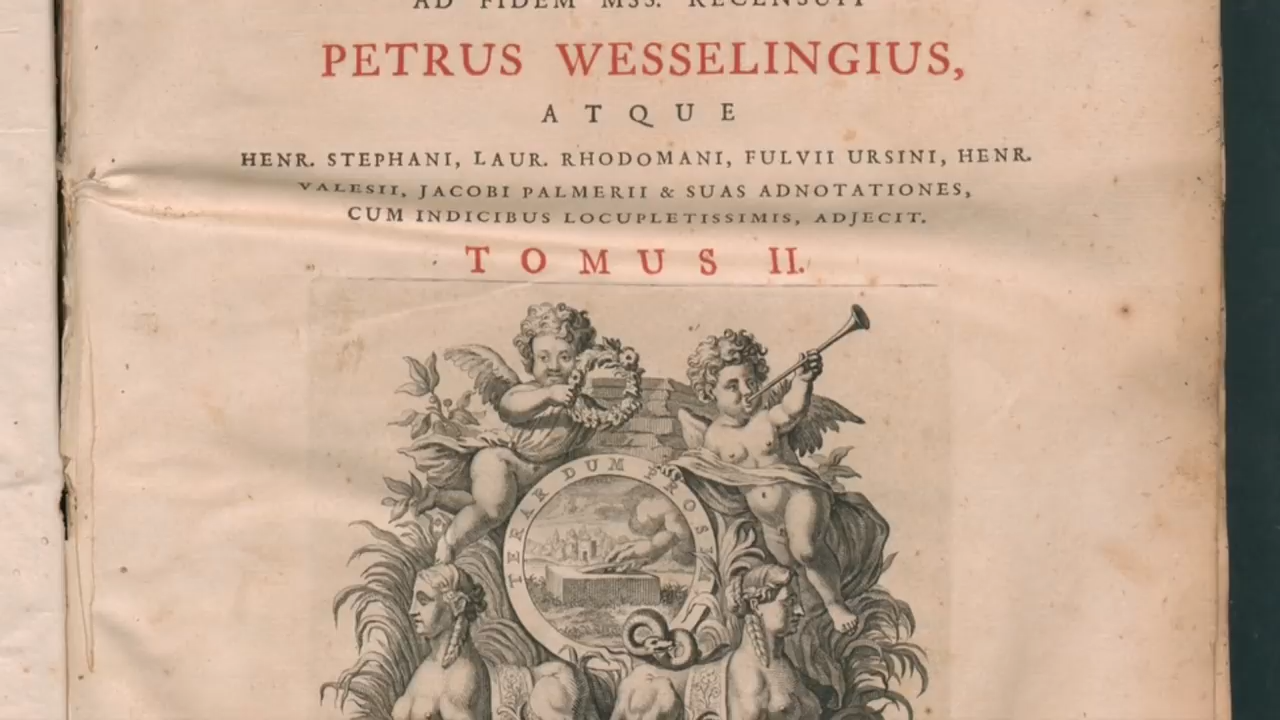 AD FIDEM MSS. RECENSUIT
PETRUS WESSELINGIUS,
ATQUE
HENR. STEPHANI, LAUR. RHODOMANI, FULVII URSINI, HENR.
VALESII, JACOBI PALMERII & SUAS ADNOTATIONES,
CUM INDICIBUS LOCUPLETISSIMIS, ADJECIT.
TOMUS II.
TERAR DUM PROSIM